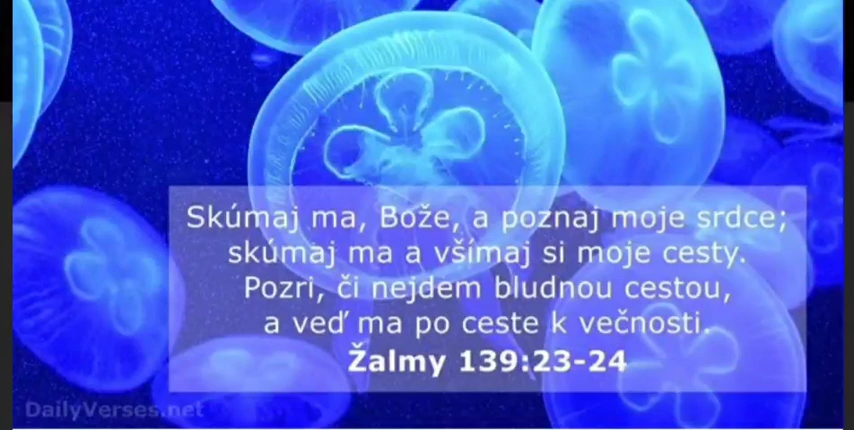 Skúmaj ma, Bože, a poznaj moje srdce;
skúmaj ma a všímaj si moje cesty.
Pozri, či nejdem bludnou cestou,
a veď ma po ceste k večnosti.
Žalmy 139:23-24
DailyVerses.net